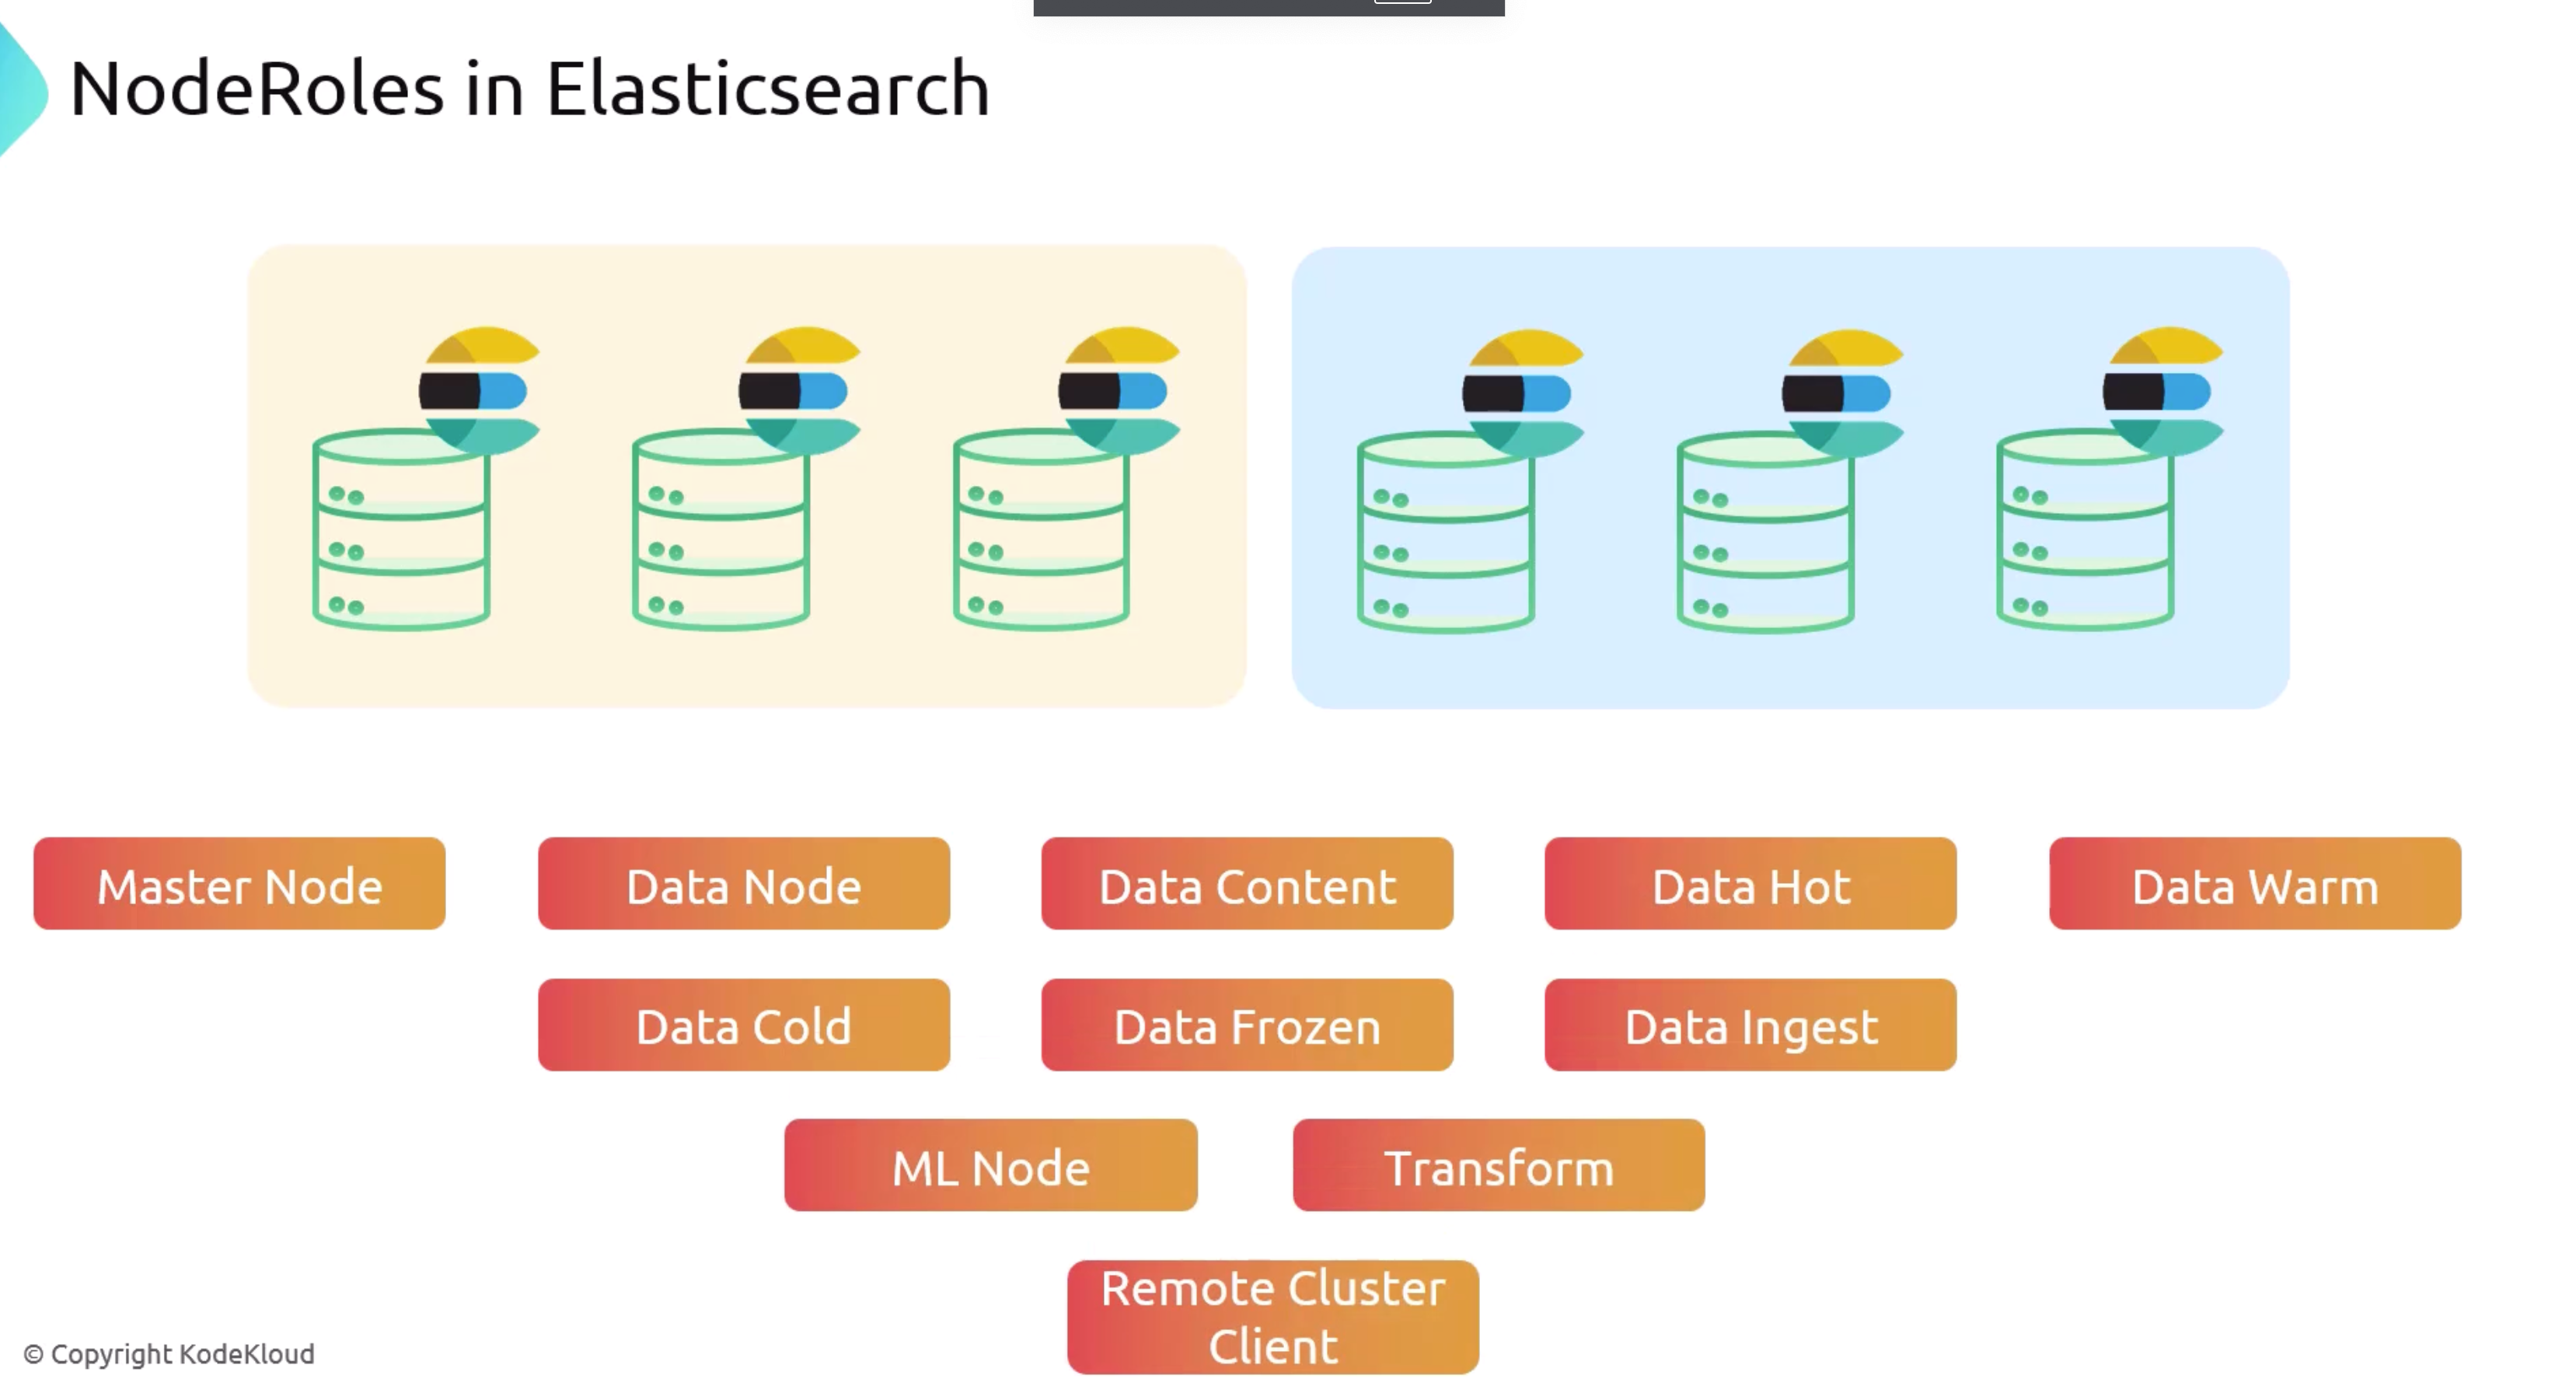 NodeRoles in Elasticsearch
Master Node
Data Node
Data Content
Data Hot
Data Warm
Data Cold
Data Frozen
Data Ingest
ML Node
Transform
Remote Cluster
Client
© Copyright KodeKloud